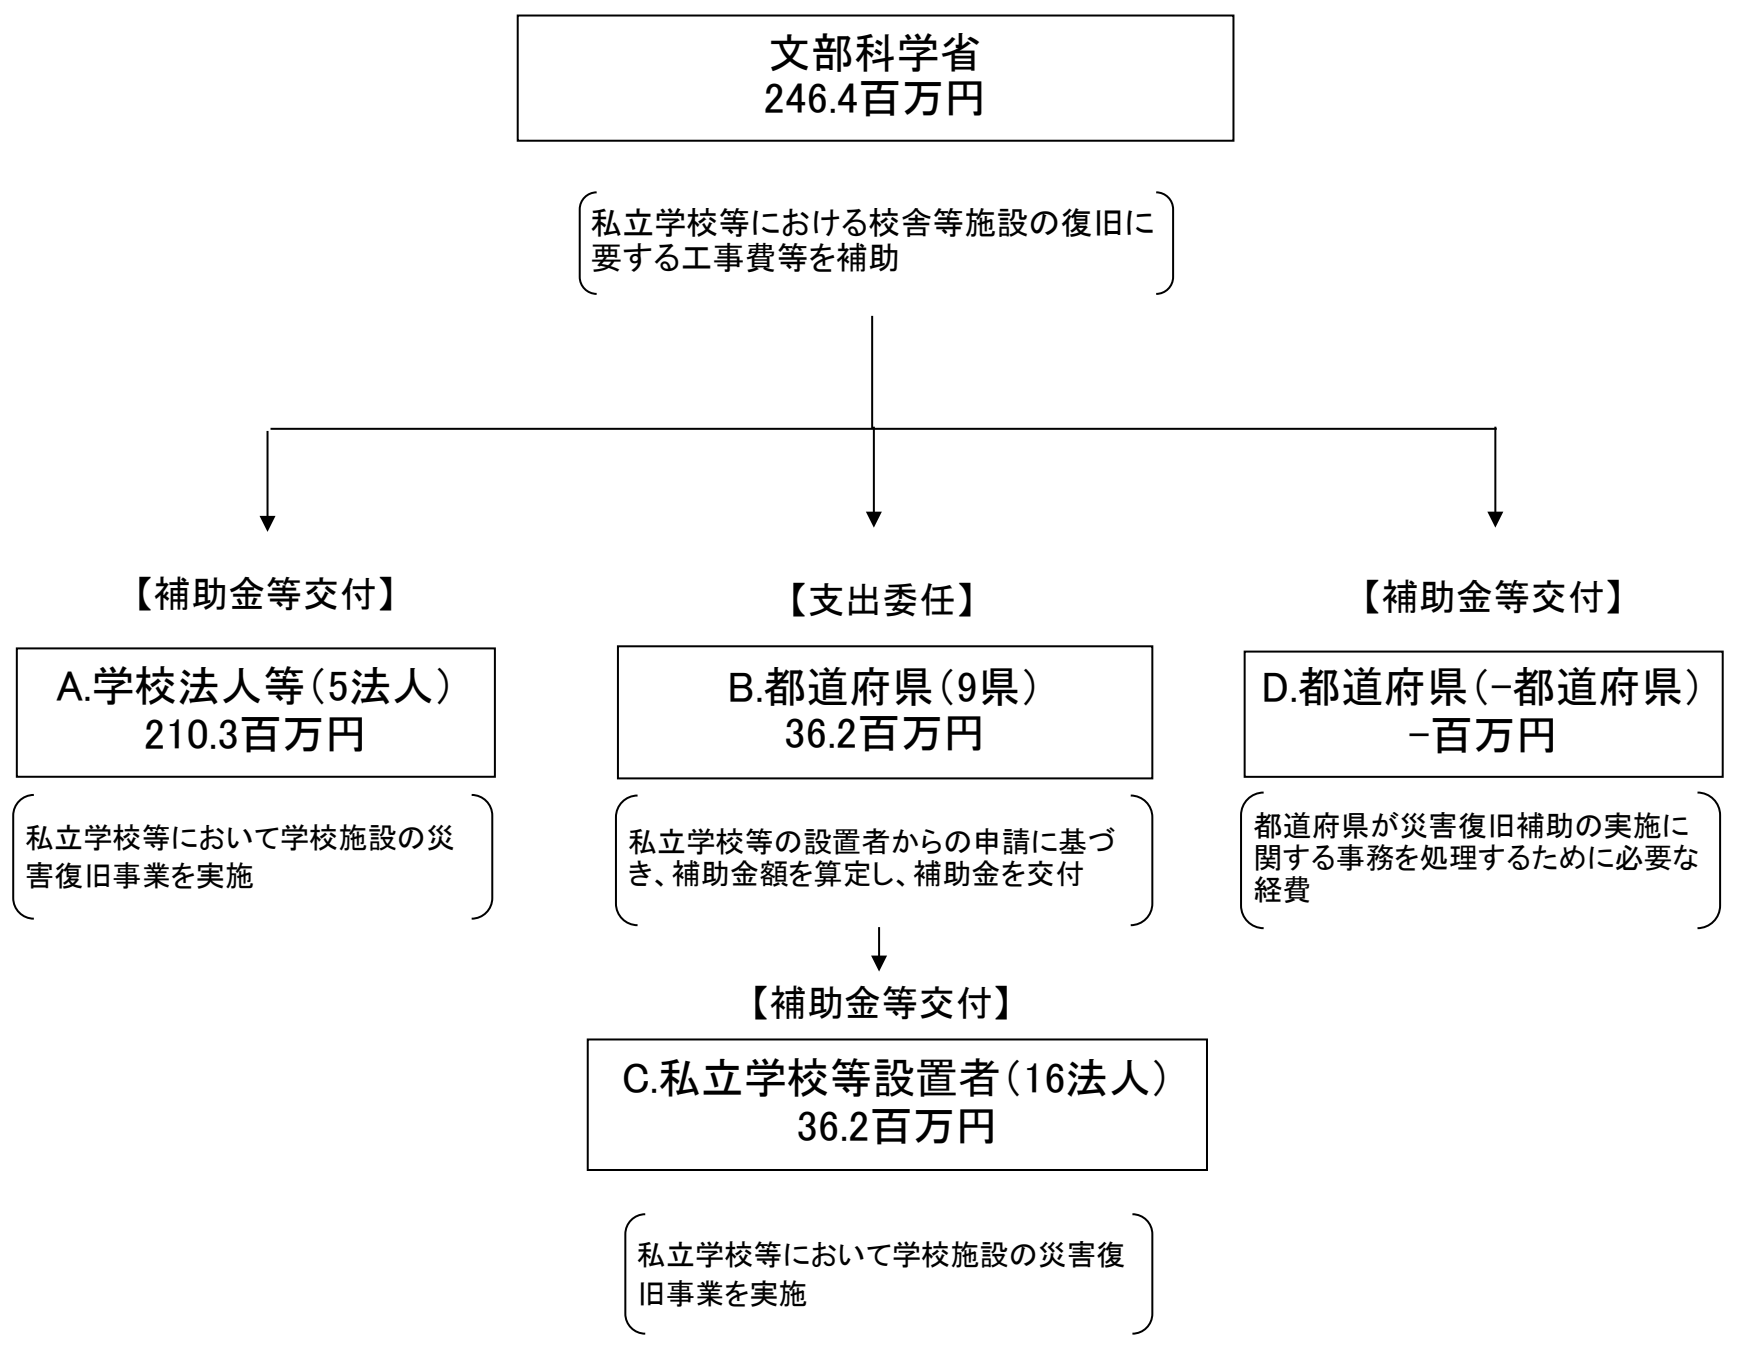 文部科学省
246.4百万円
私立学校等における校舎等施設の復旧に
要する工事費等を補助
【補助金等交付】
A.学校法人等(5法人)
210.3百万円
私立学校等において学校施設の災
害復旧事業を実施
【支出委任】
B.都道府県(9県)
36.2百万円
私立学校等の設置者からの申請に基づ
き、補助金額を算定し、補助金を交付
【補助金等交付】
C.私立学校等設置者(16法人)
36.2百万円
私立学校等において学校施設の災害復
旧事業を実施
【補助金等交付】
D.都道府県(-都道府県)
-百万円
都道府県が災害復旧補助の実施に
関する事務を処理するために必要な
経費